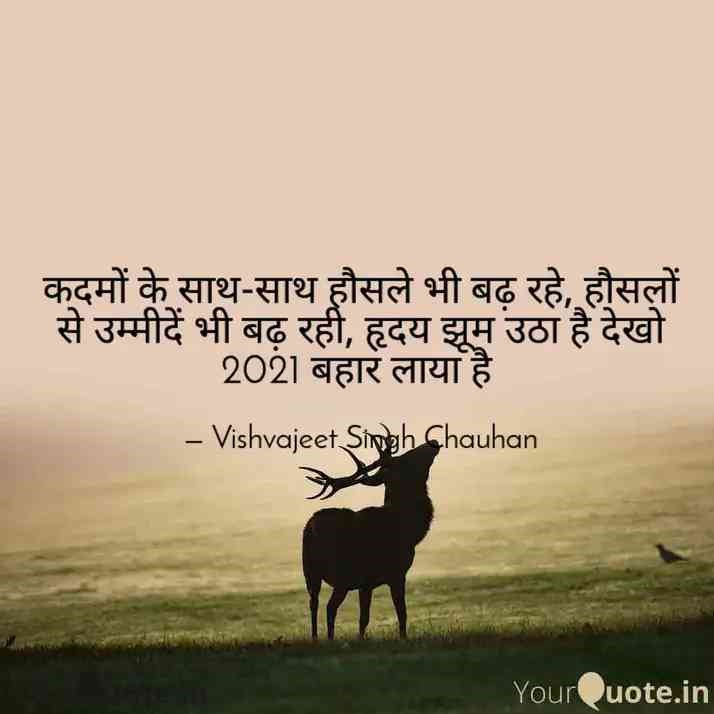 कदमों के साथ-साथ हौसले भी बढ़ रहे, हौसलों
से उम्मीदें भी बढ़ रही, हृदय झूम उठा है देखो
2021 बहार लाया है
– Vishvajeet Singh Chauhan
YourQuote.in